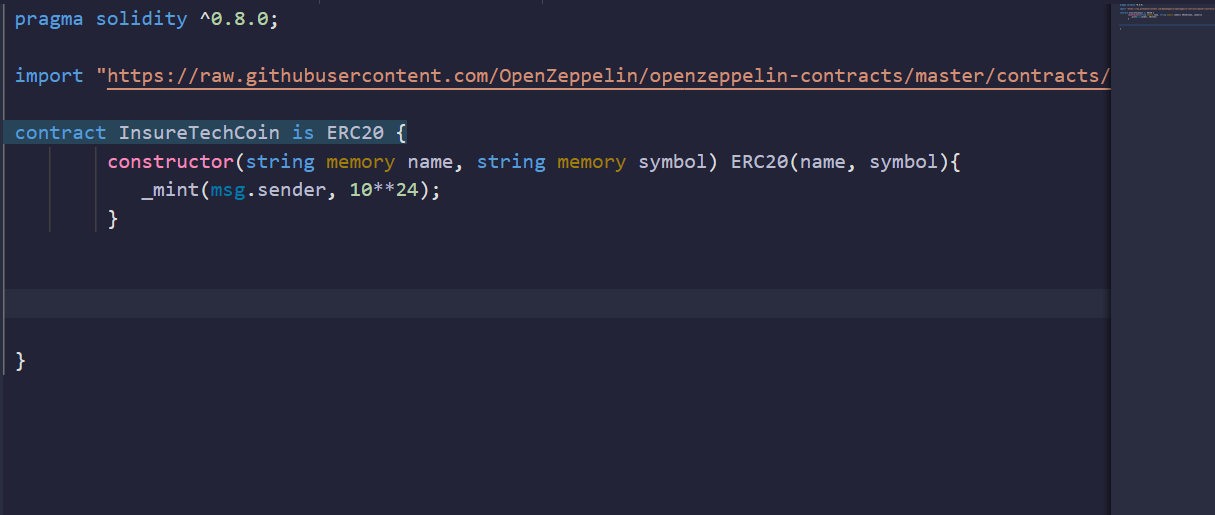 pragma solidity ^0.8.0;
import "https://raw.githubusercontent.com/OpenZeppelin/openzeppelin-contracts/master/contracts/
contract InsureTechCoin is ERC20 {
constructor(string memory name, string memory symbol) ERC20(name, symbol){
_mint(msg.sender, 10**24);
}
}